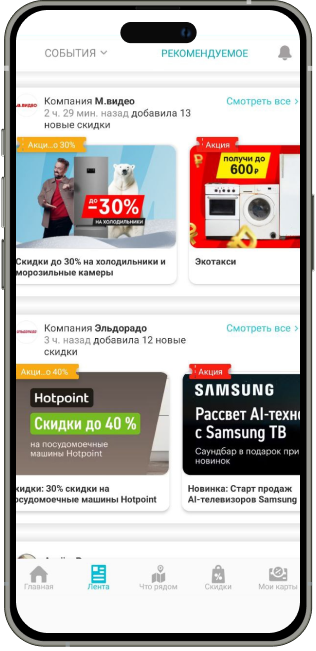 СОБЫТИЯ
РЕКОМЕНДУЕМОЕ
М.ВИДЕО
Компания М.видео
Смотреть все
2 ч. 29 мин. назад добавила 13
новые скидки
Акци..о 30%
до
-30%
НА ХОЛОДИЛЬНИКИ
Скидки до 30% на холодильники и
морозильные камеры
Акция
получи до
600₽
Экотакси
Компания Эльдорадо
Смотреть все
3 ч. назад добавила 12 новые
скидки
Акци..о 40%
Hotpoint
Скидки до 40 %
на посудомоечные
машины Hotpoint
кидки: 30% скидки на
осудомоечные машины Hotpoint
Акция
SAMSUNG
Рассвет AI-техно
с Samsung ТВ
Саундбар в подарок при
новинок
Новинка: Старт продаж
AI-телевизоров Samsung
Главная
Лента
Что рядом
Скидки
Мои карты